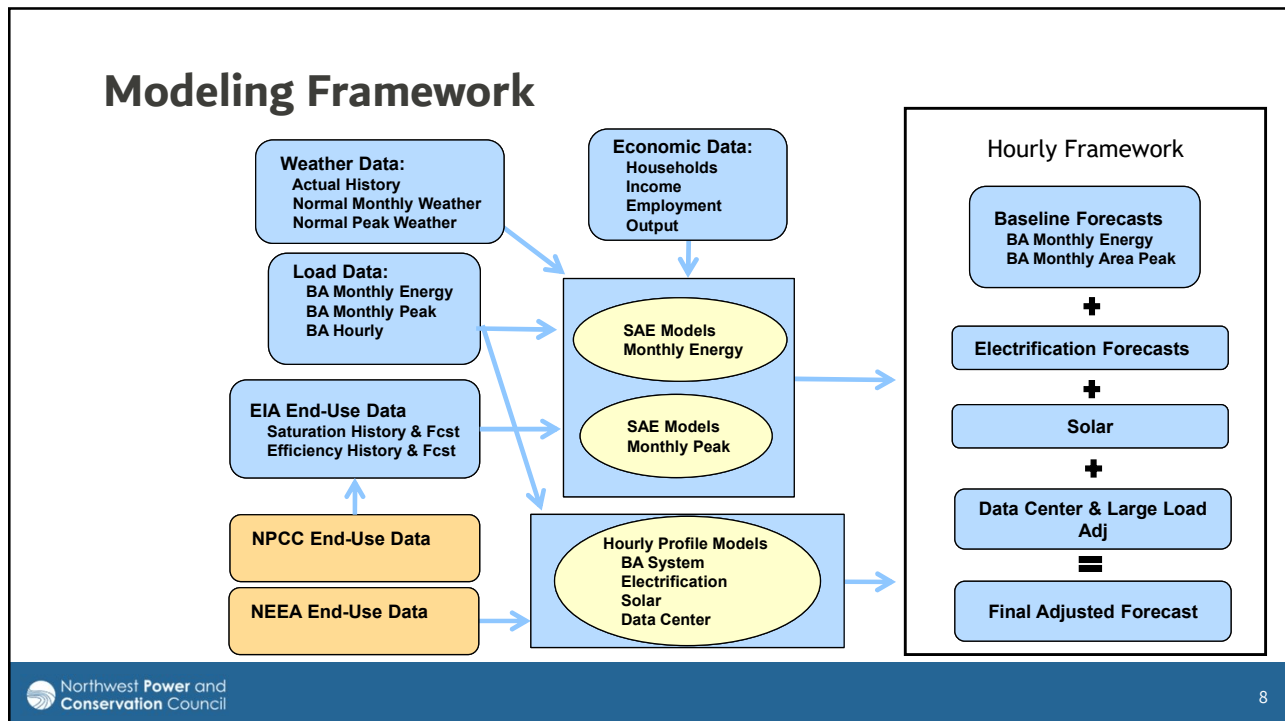 Modeling Framework
Weather Data:
Actual History
Normal Monthly Weather
Normal Peak Weather
Economic Data:
Households
Income
Employment
Output
Load Data:
BA Monthly Energy
BA Monthly Peak
BA Hourly
SAE Models
Monthly Energy
EIA End-Use Data
Saturation History & Fcst
Efficiency History & Fcst
SAE Models
Monthly Peak
NPCC End-Use Data
NEEA End-Use Data
Hourly Profile Models
BA System
Electrification
Solar
Data Center
Hourly Framework
Baseline Forecasts
BA Monthly Energy
BA Monthly Area Peak
+
Electrification Forecasts
+
Solar
+
Data Center & Large Load
Adj
=
Final Adjusted Forecast
Northwest Power and
Conservation Council
8